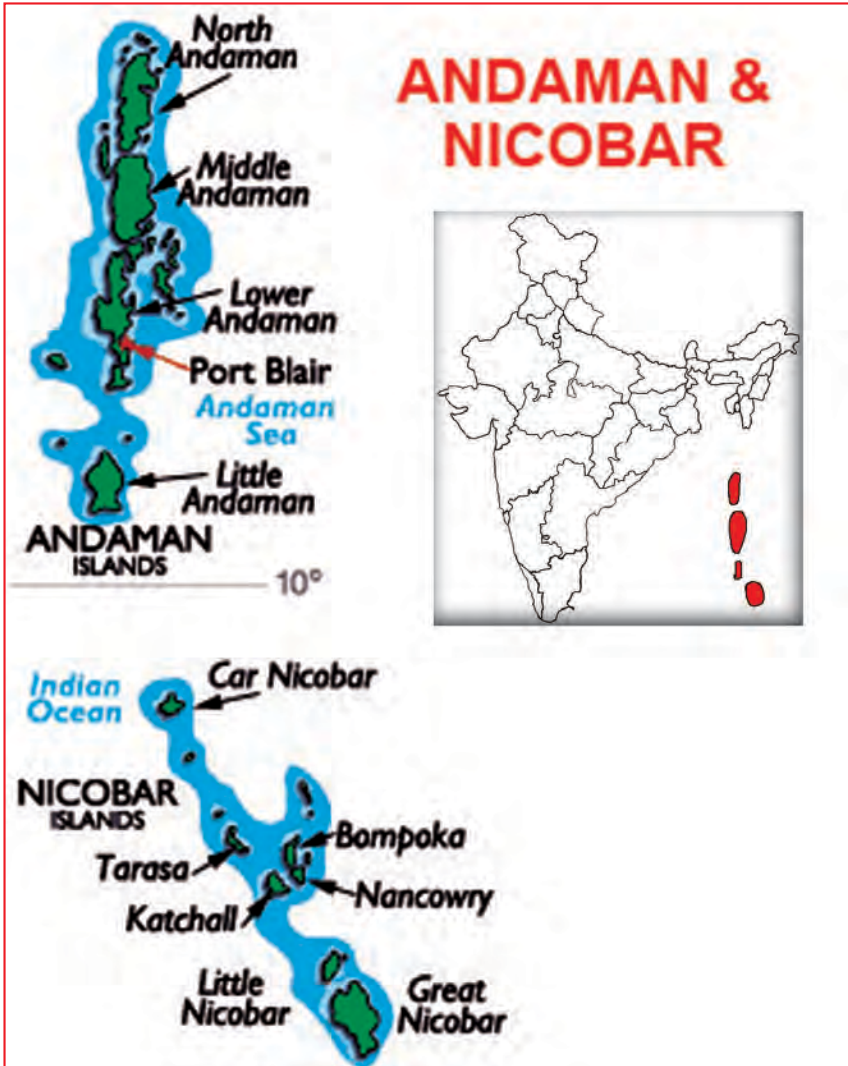 ANDAMAN &
NICOBAR
North
Andaman
Middle
Andaman
Lower
Andaman
Port Blair
Andaman
Sea
Little
Andaman
ANDAMAN
ISLANDS
10°
Indian
Ocean
Car Nicobar
NICOBAR
ISLANDS
Bompoka
Tarasa
Nancowry
Katchall
Little
Nicobar
Great
Nicobar